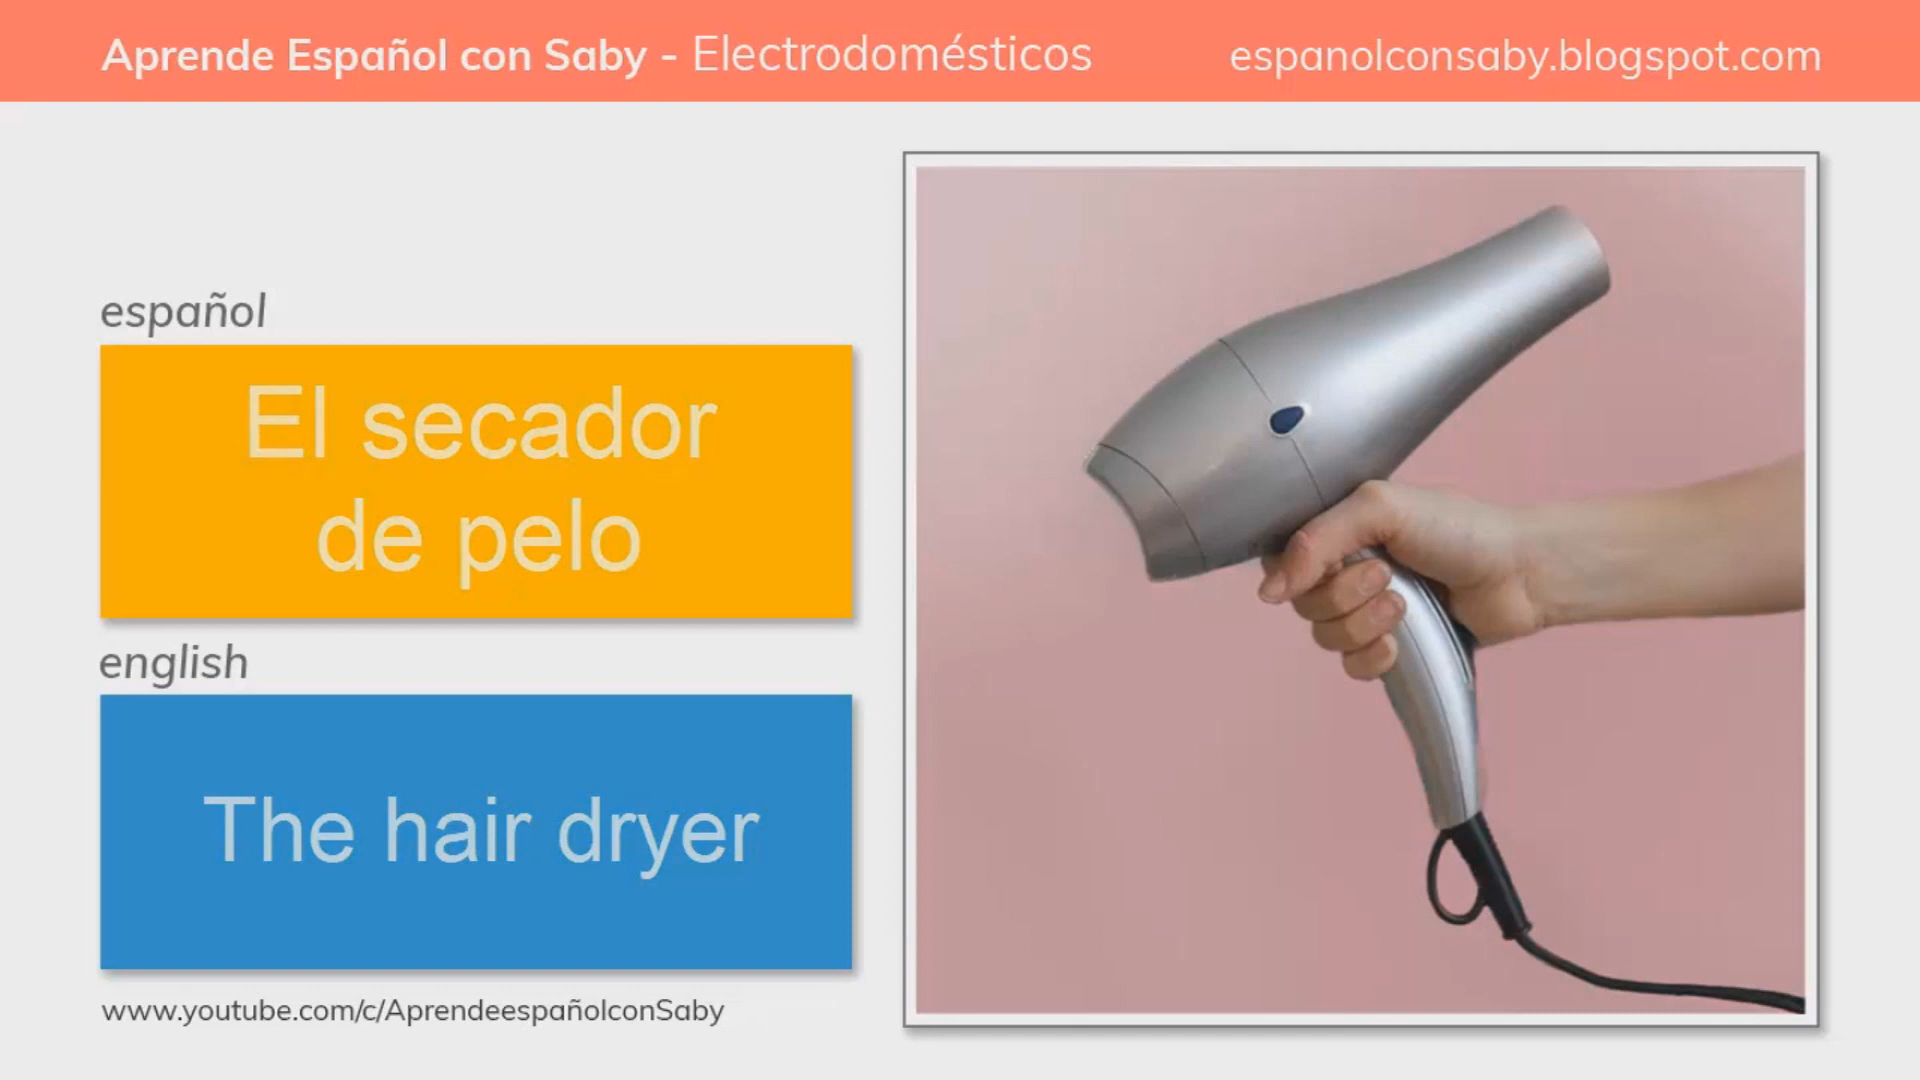 Aprende Español con Saby - Electrodomésticos
espanolconsaby.blogspot.com
español
El secador
de pelo
english
The hair dryer
www.youtube.com/c/AprendeespañolconSaby